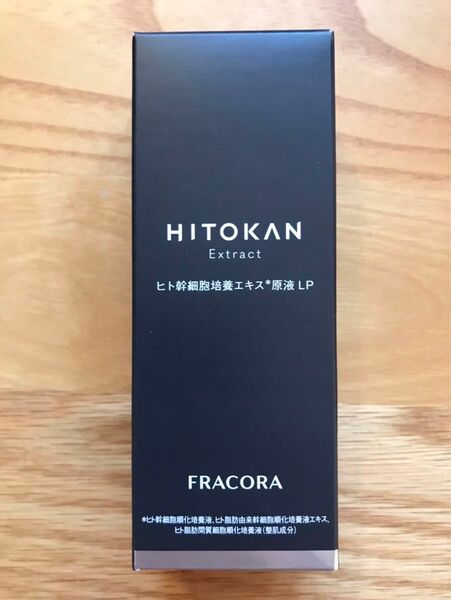 HITOKAN
Extract
ヒト幹細胞培養エキス*原液 LP
FRACORA
*ヒト幹細胞順化培養液、ヒト脂肪由来幹細胞順化培養液エキス、
ヒト脂肪間質細胞順化培養液(整肌成分)